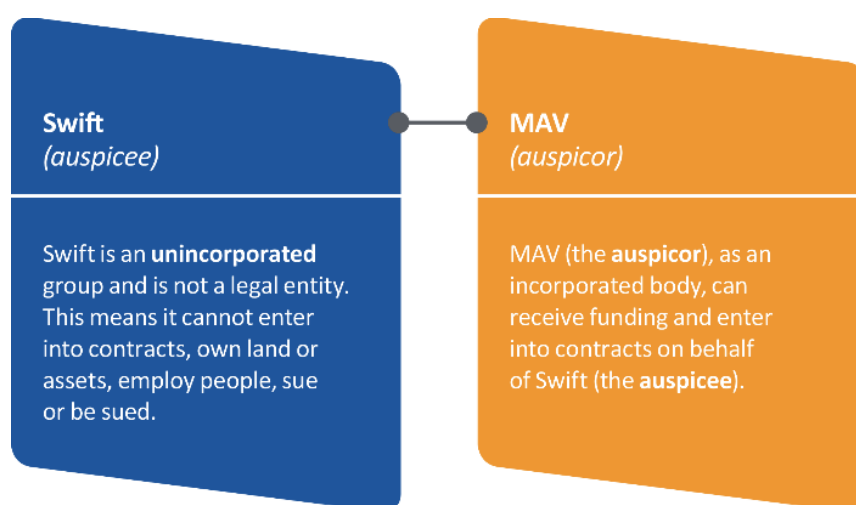 Swift
(auspicee)
Swift is an unincorporated
group and is not a legal entity.
This means it cannot enter
into contracts, own land or
assets, employ people, sue
or be sued.
MAV
(auspicor)
MAV (the auspicor), as an
incorporated body, can
receive funding and enter
into contracts on behalf
of Swift (the auspicee).